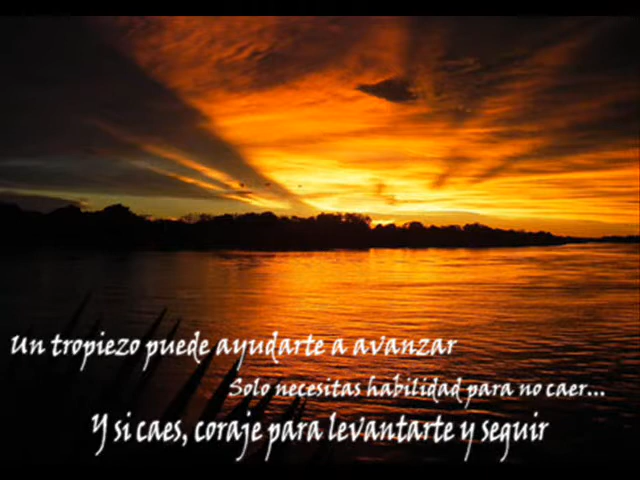 Un tropiezo puede ayudarte a avanzar
Solo necesitas habilidad para no caer...
Y si caes, coraje para levantarte y seguir